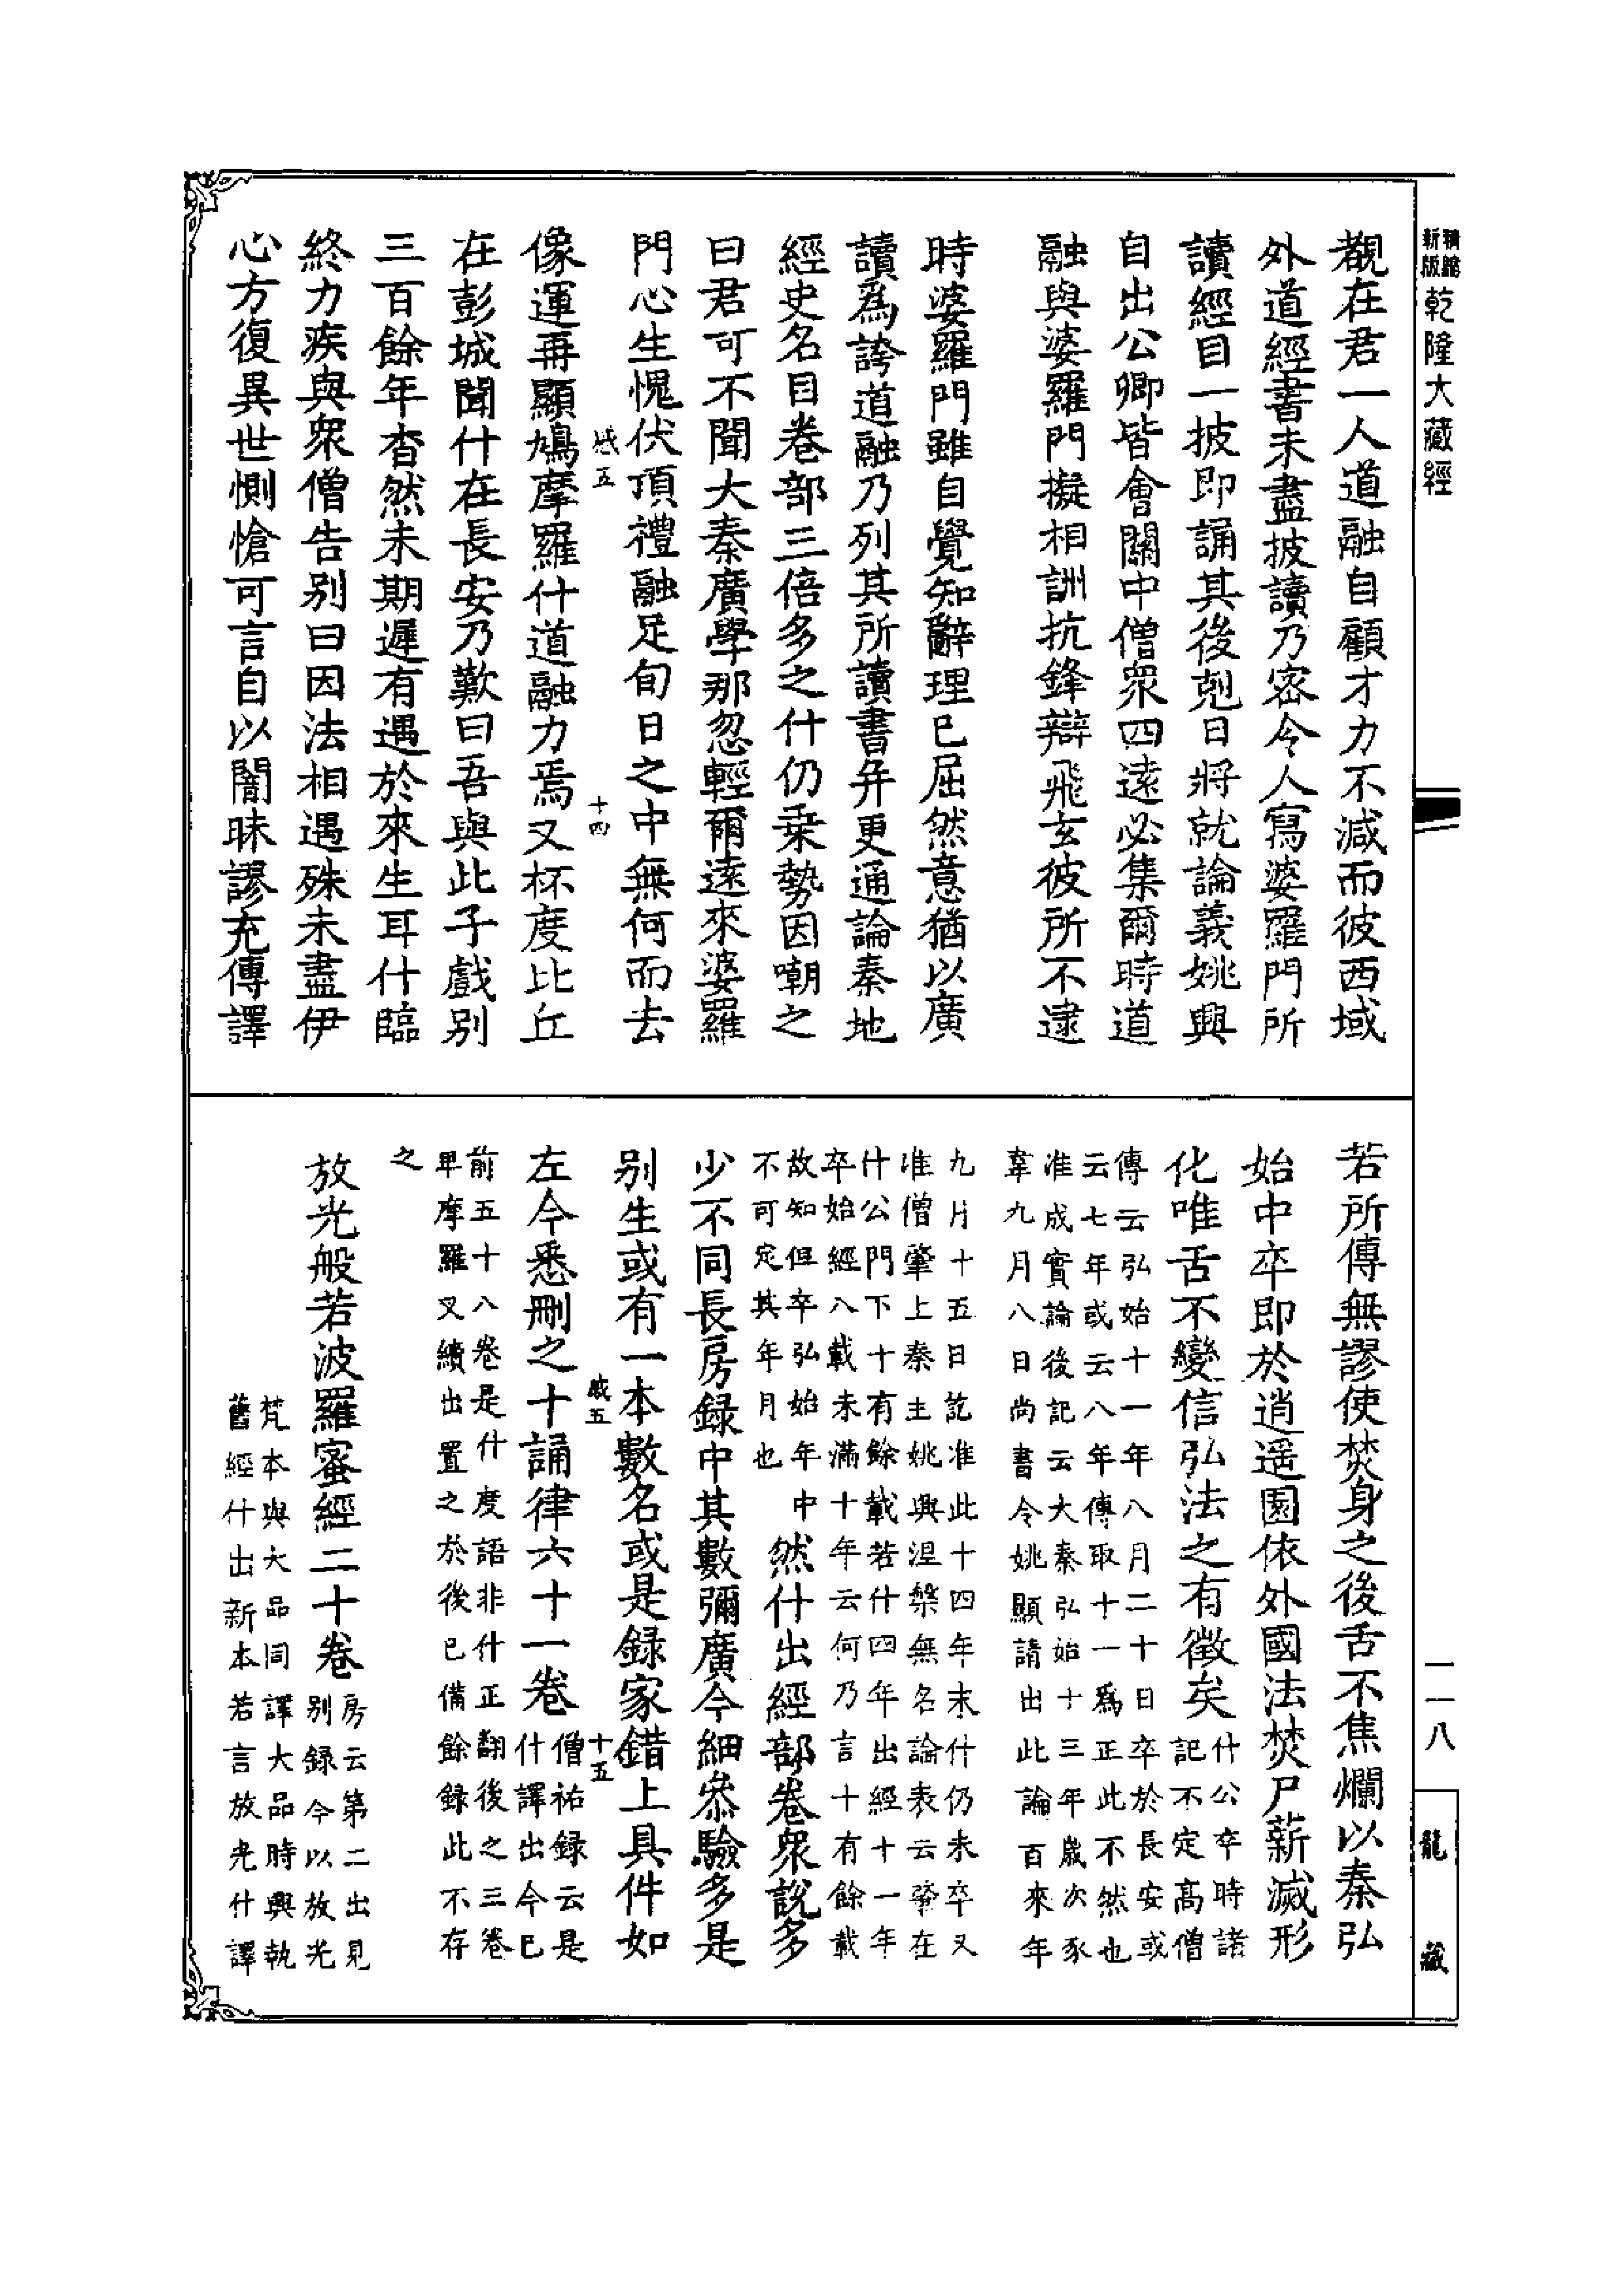 精縮新版乾隆大藏經
覩在君一人道融自顧才力不減而彼西域
外道經書未盡披讀乃密令人寫婆羅門所
讀經目一披即誦其後剋日將就論義姚興
自出公卿皆會關中僧眾四遠必集爾時道
融與婆羅門擬相詶抗鋒辯飛玄彼所不逮
時婆羅門雖自覺知辭理已屈然意猶以廣
讀為誇道融乃列其所讀書并更通論秦地
經史名目卷部三倍多之什仍乗勢因嘲之
曰君可不聞大秦廣學那忽輕爾遠來婆羅
門心生愧伏頂禮融足旬日之中無何而去
感五
十四
像運再顯鳩摩羅什道融力焉又杯度比丘
在彭城聞什在長安乃歎曰吾與此子戲别
三百餘年杳然未期遲有遇於來生耳什臨
終力疾與眾僧告别曰因法相遇殊未盡伊
心方復異世惻愴可言自以闇昧謬充傳譯
若所傳無謬使焚身之後舌不焦爛以秦弘
始中卒即於逍遥園依外國法焚尸薪滅形
化唯舌不變信弘法之有徵矣什公卒時諸
記不定髙僧
傳云弘始十一年八月二十日卒於長安或
云七年或云八年傳取十一為正此不然也
准成實論後記云大秦弘始十三年歲次豕
韋九月八日尚書令姚顯請出此論百來年
九月十五日訖准此十四年末什仍未卒又
准僧肇上秦主姚興涅槃無名論表云肇在
什公門下十有餘載若什四年出經十一年
卒始經八載未滿十年云何乃言十有餘載
故知但卒弘始年中
不可定其年月也
然什出經部卷眾說多
少不同長房録中其數彌廣今細叅驗多是
别生或有一本數名或是録家錯上具件如
感五
十五
左今悉刪之十誦律六十一卷僧祐録云是
什譯出今已
前五十八卷是什度語非什正翻後之三卷
卑摩羅叉續出置之於後已備餘録此不存
之
放光般若波羅蜜經二十卷房云第二出見
别録今以放光
梵本與大品同譯大品時興執
舊經什出新本若言放光什譯
一一八
龍藏